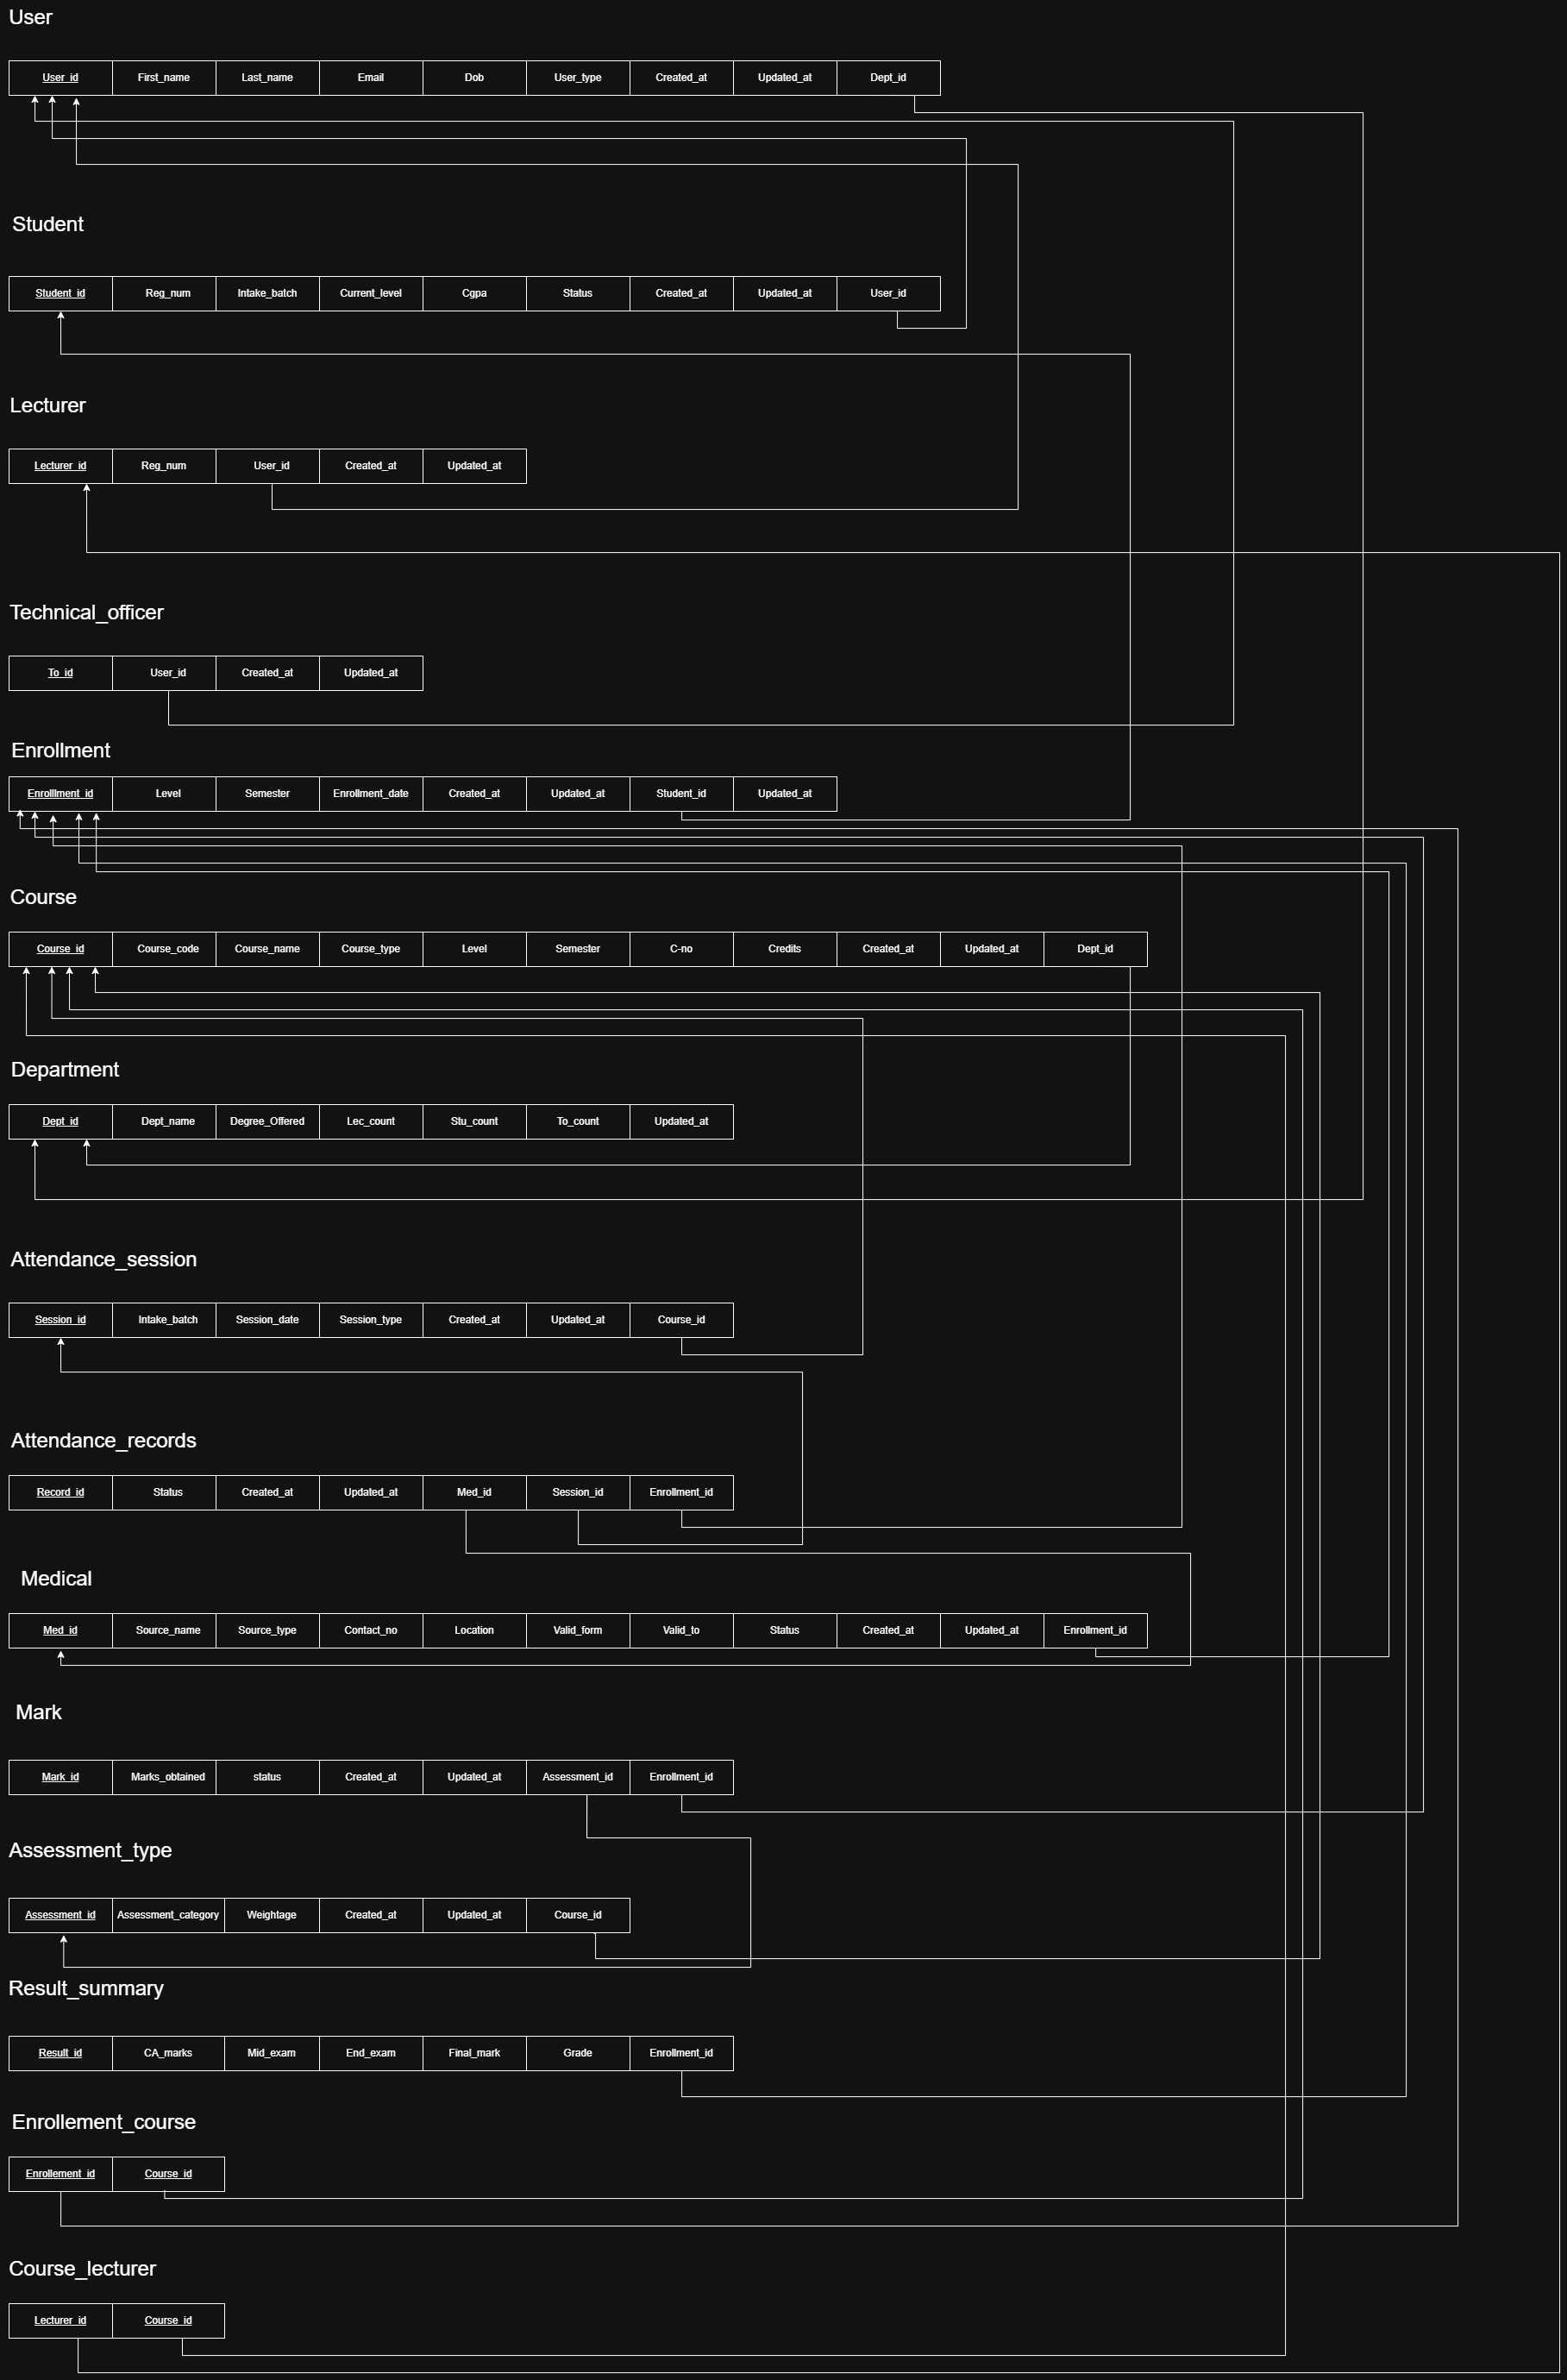 User
User_id First_name Last_name Email Dob User_type Created_at Updated_at Dept_id
Student
Student_id Reg_num Intake_batch Current_level Cgpa Status Created_at Updated_at User_id
Lecturer
Lecturer_id Reg_num User_id Created_at Updated_at
Technical_officer
To_id User_id Created_at Updated_at
Enrollment
Enrolllment_id Level Semester Enrollment_date Created_at Updated_at Student_id Updated_at
Course
Course_id Course_code Course_name Course_type Level Semester C-no Credits Created_at Updated_at Dept_id
Department
Dept_id Dept_name Degree_Offered Lec_count Stu_count To_count Updated_at
Attendance_session
Session_id Intake_batch Session_date Session_type Created_at Updated_at Course_id
Attendance_records
Record_id Status Created_at Updated_at Med_id Session_id Enrollment_id
Medical
Med_id Source_name Source_type Contact_no Location Valid_form Valid_to Status Created_at Updated_at Enrollment_id
Mark
Mark_id Marks_obtained status Created_at Updated_at Assessment_id Enrollment_id
Assessment_type
Assessment_id Assessment_category Weightage Created_at Updated_at Course_id
Result_summary
Result_id CA_marks Mid_exam End_exam Final_mark Grade Enrollment_id
Enrollement_course
Enrollement_id Course_id
Course_lecturer
Lecturer_id Course_id